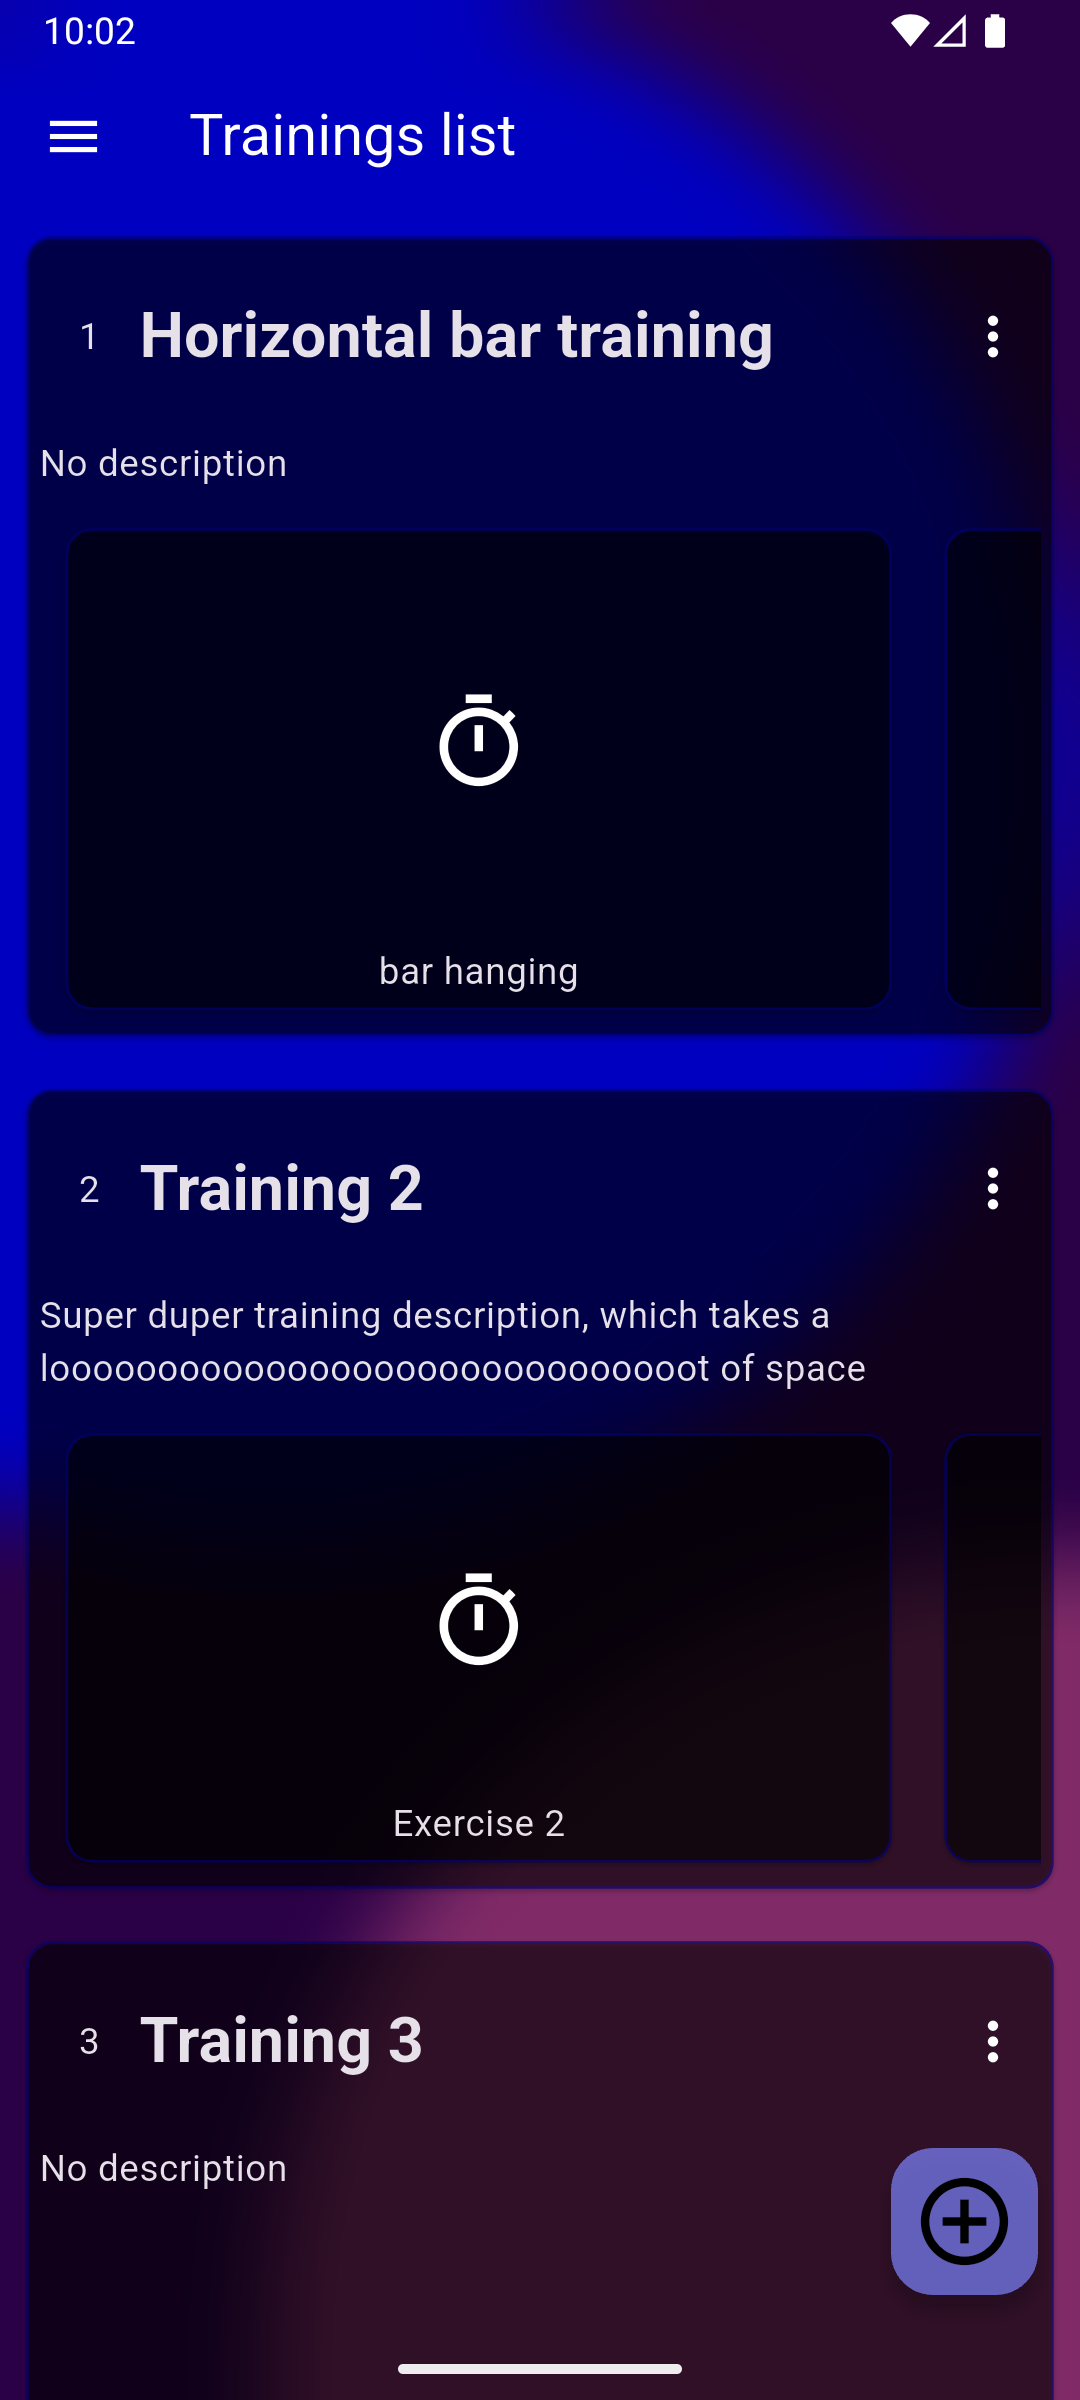 10:02
Trainings list
1 Horizontal bar training
No description
bar hanging
2 Training 2
Super duper training description, which takes a
loooooooooooooooooooooooooooooot of space
Exercise 2
3 Training 3
No description